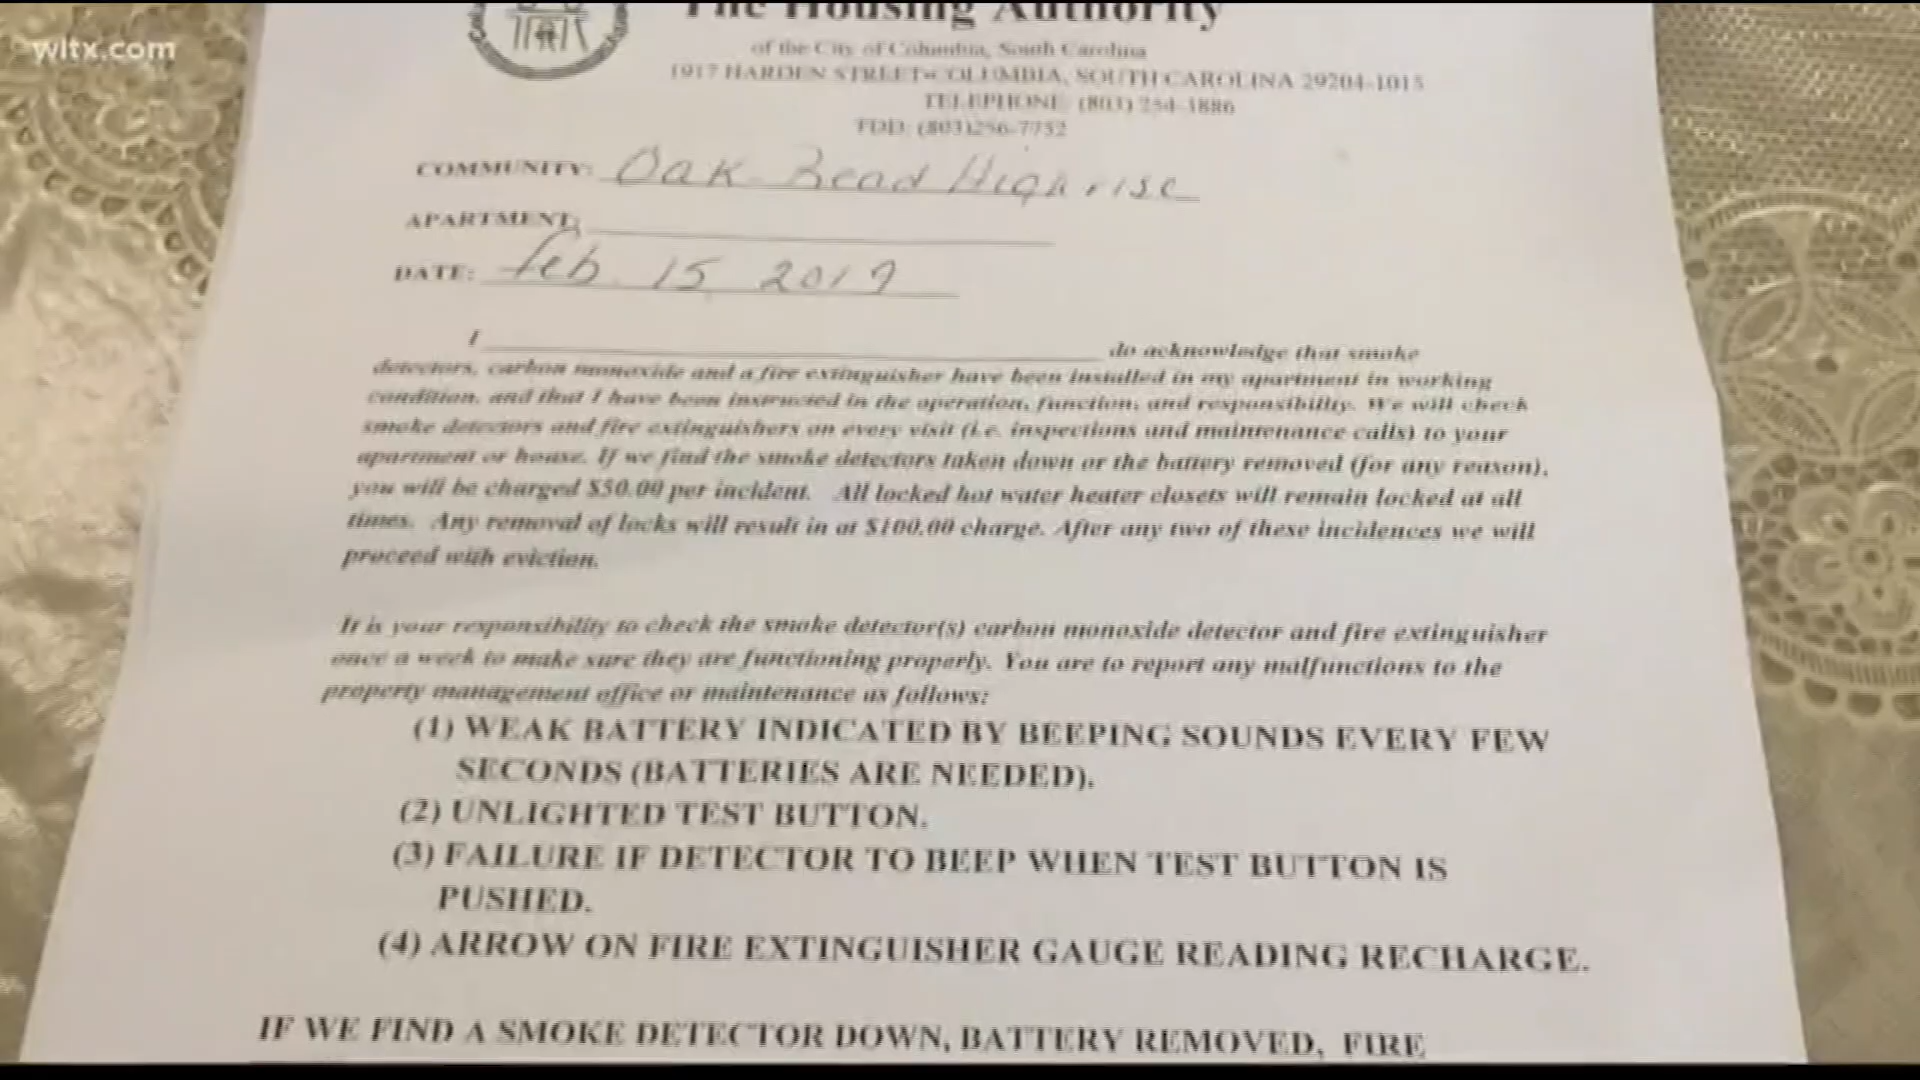 wltx.com
The Housing Authority
of the City of Columbia, South Carolina
1917 HARDEN STREET•COLUMBIA, SOUTH CAROLINA 29204-1015
TELEPHONE: (803) 254-3886
TDD: (803)256-7752
COMMUNITY: Oak Read Highrise
APARTMENT:
DATE: feb. 15 2019
I do acknowledge that smoke
detectors, carbon monoxide and a fire extinguisher have been installed in my apartment in working
condition, and that I have been instructed in the operation, function, and responsibility. We will check
smoke detectors and fire extinguishers on every visit (i.e. inspections and maintenance calls) to your
apartment or house. If we find the smoke detectors taken down or the battery removed (for any reason),
you will be charged $50.00 per incident. All locked hot water heater closets will remain locked at all
times. Any removal of locks will result in at $100.00 charge. After any two of these incidences we will
proceed with eviction.
It is your responsibility to check the smoke detector(s) carbon monoxide detector and fire extinguisher
once a week to make sure they are functioning properly. You are to report any malfunctions to the
property management office or maintenance as follows:
(1) WEAK BATTERY INDICATED BY BEEPING SOUNDS EVERY FEW
SECONDS (BATTERIES ARE NEEDED).
(2) UNLIGHTED TEST BUTTON.
(3) FAILURE IF DETECTOR TO BEEP WHEN TEST BUTTON IS
PUSHED.
(4) ARROW ON FIRE EXTINGUISHER GAUGE READING RECHARGE.
IF WE FIND A SMOKE DETECTOR DOWN, BATTERY REMOVED, FIRE